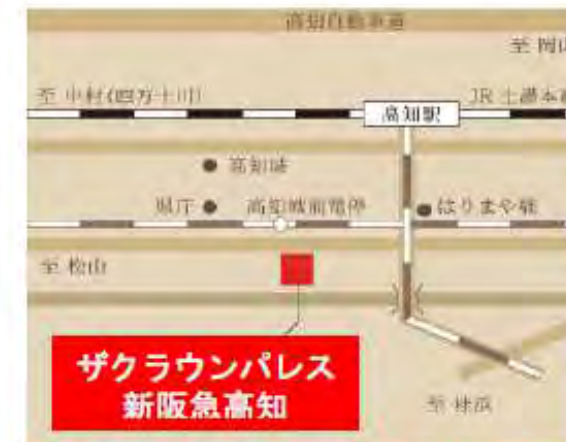 高知自動車道
至 岡山
至 中村(四万十川)
JR 土讃本線
高知駅
高知城
県庁
高知城前電停
はりまや橋
至 松山
ザクラウンパレス
新阪急高知
至 桂浜